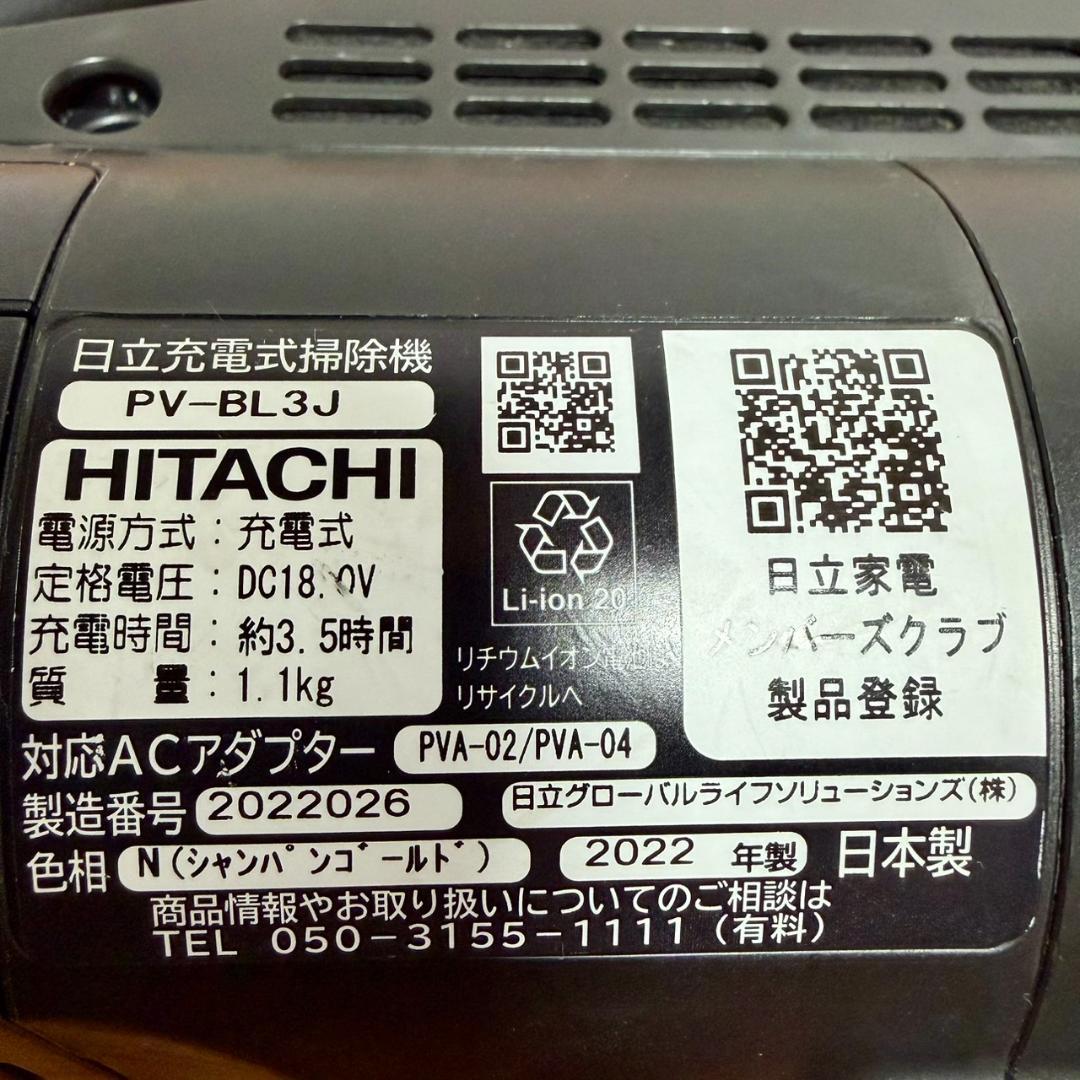 日立充電式掃除機
PV-BL3J
HITACHI
電源方式：充電式
定格電圧：DC18.0V
充電時間：約3.5時間
質量：1.1kg
Li-ion 20
リチウムイオン電池は
リサイクルへ
日立家電
メンバーズクラブ
製品登録
対応ACアダプター PVA-02/PVA-04
製造番号 2022026
日立グローバルライフソリューションズ(株)
色相 N(シャンパンゴールド)
2022 年製 日本製
商品情報やお取り扱いについてのご相談は
TEL 050-3155-1111 (有料)